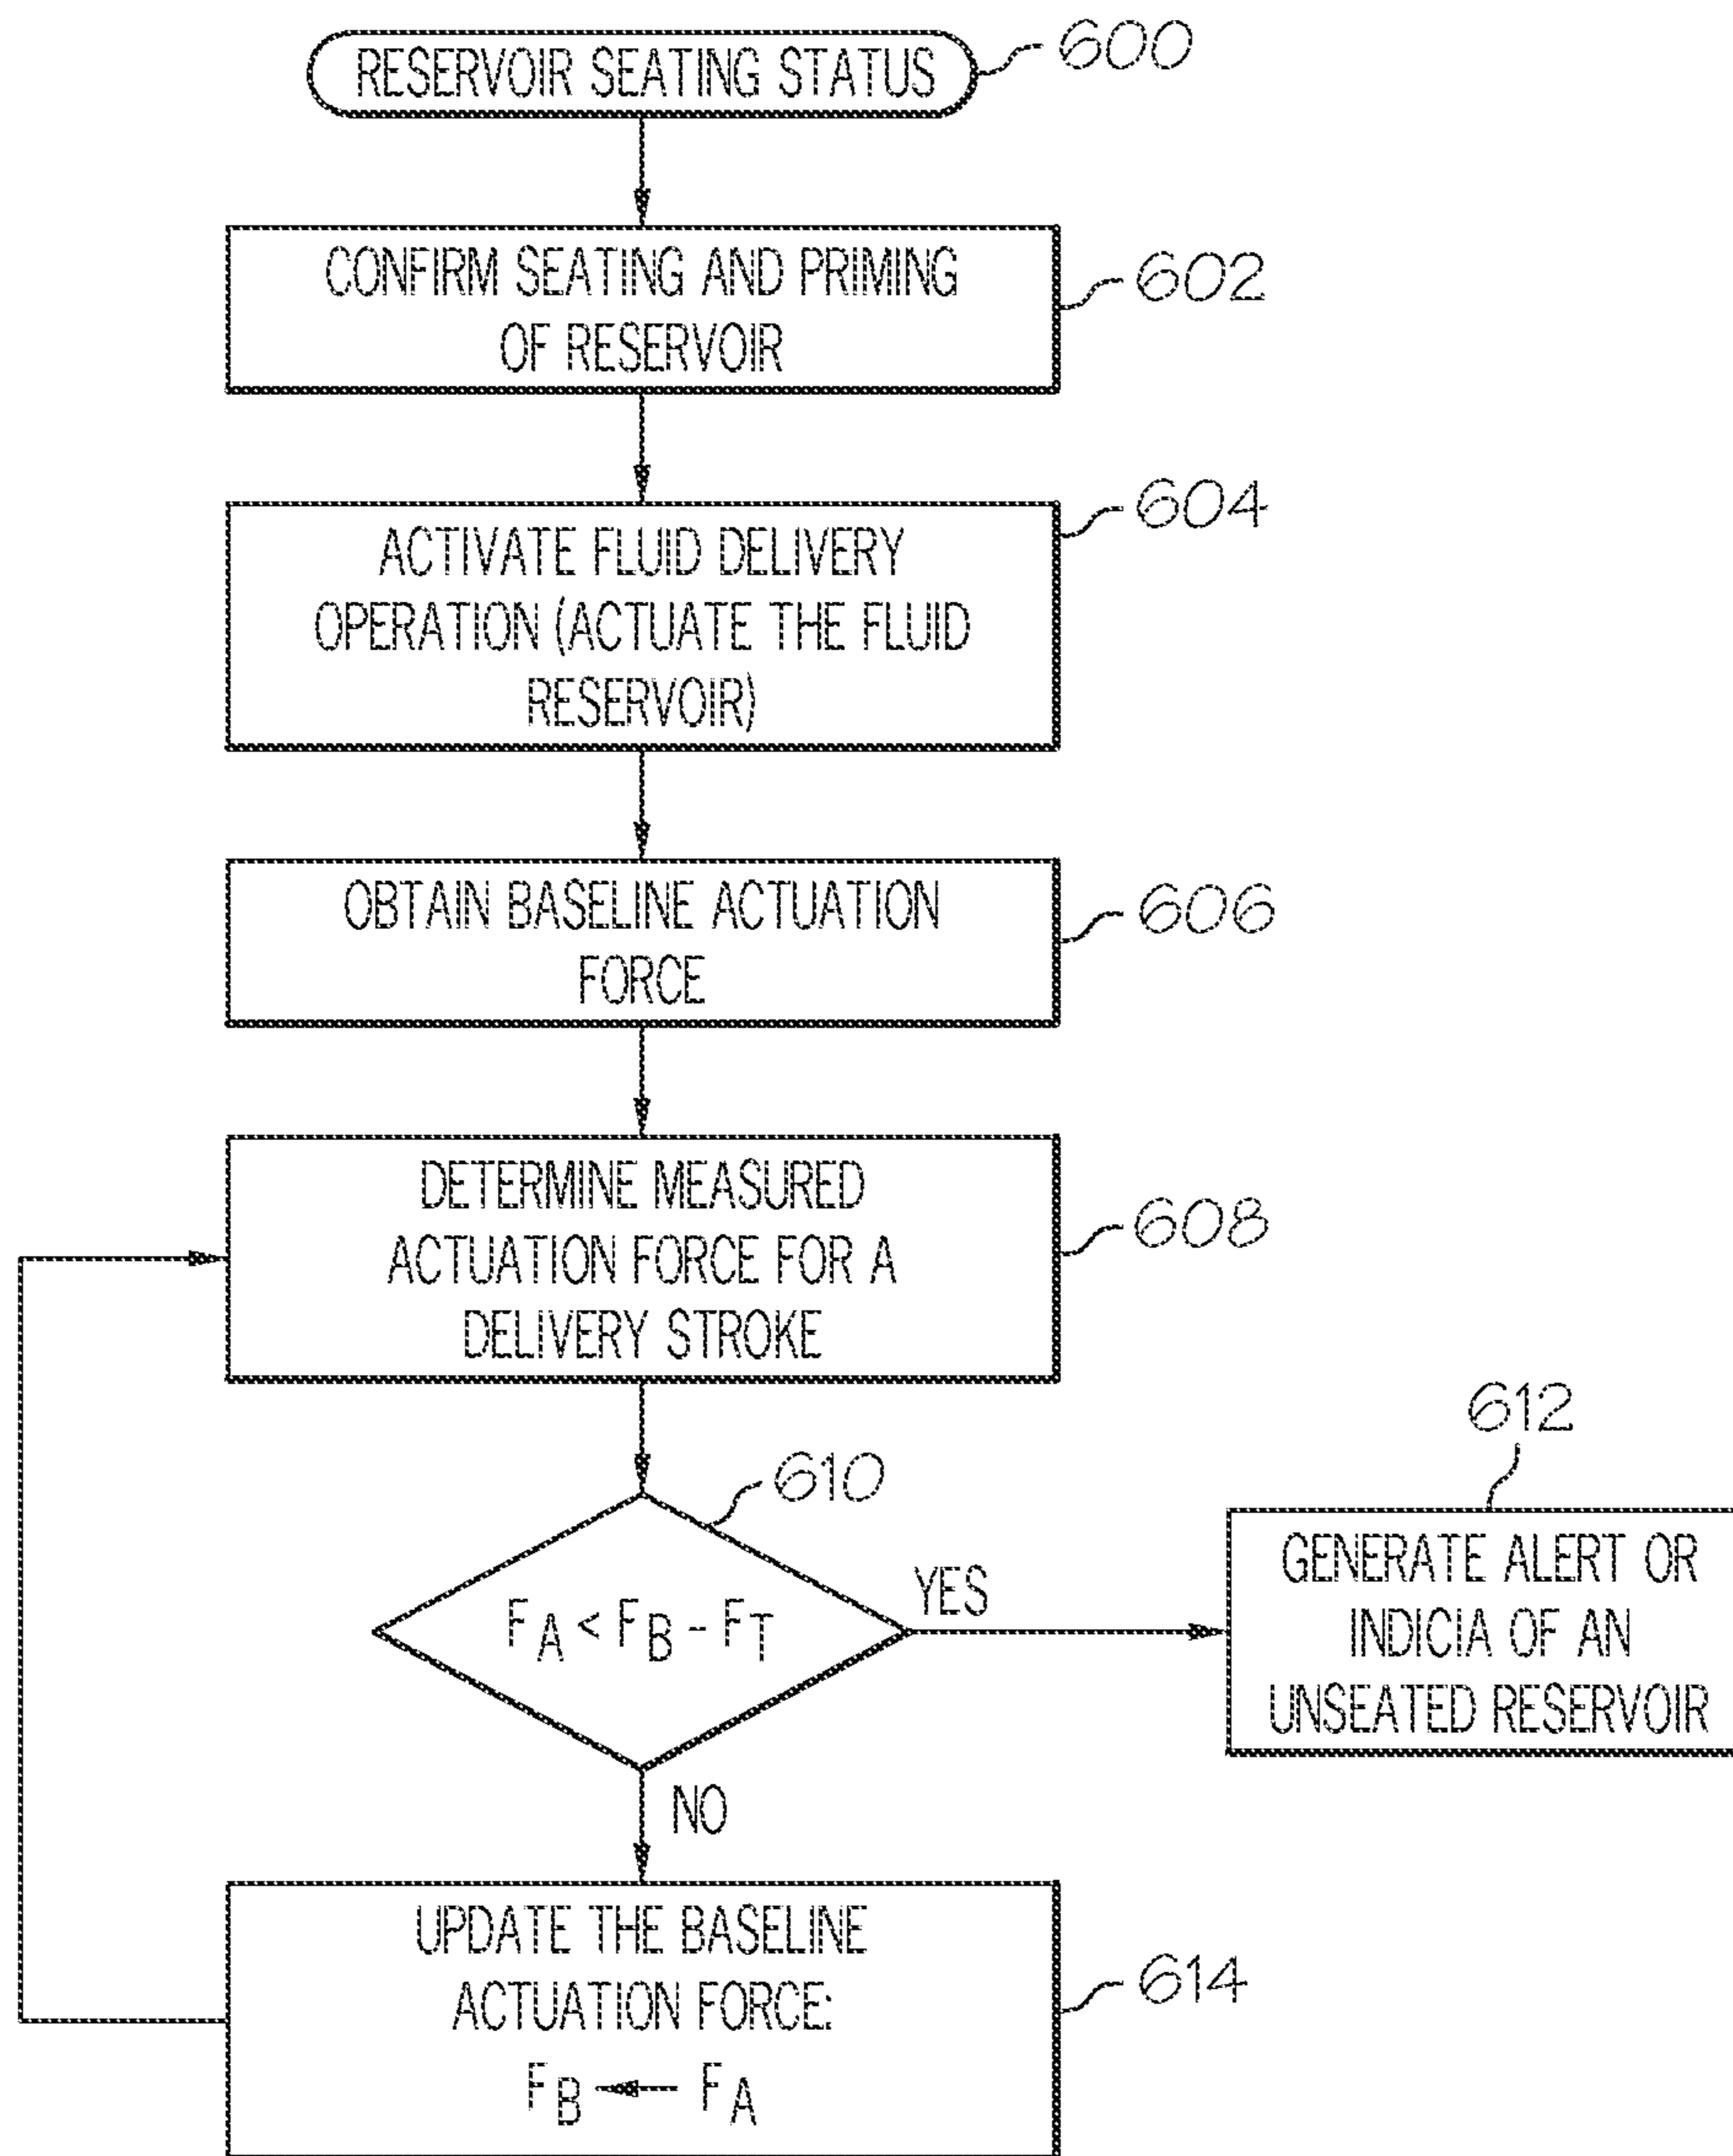 RESERVOIR SEATING STATUS
600
CONFIRM SEATING AND PRIMING
OF RESERVOIR
602
ACTIVATE FLUID DELIVERY
OPERATION (ACTUATE THE FLUID
RESERVOIR)
604
OBTAIN BASELINE ACTUATION
FORCE
606
DETERMINE MEASURED
ACTUATION FORCE FOR A
DELIVERY STROKE
608
610
FA < FB - FT
YES
612
GENERATE ALERT OR
INDICIA OF AN
UNSEATED RESERVOIR
NO
UPDATE THE BASELINE
ACTUATION FORCE:
FB ← FA
614